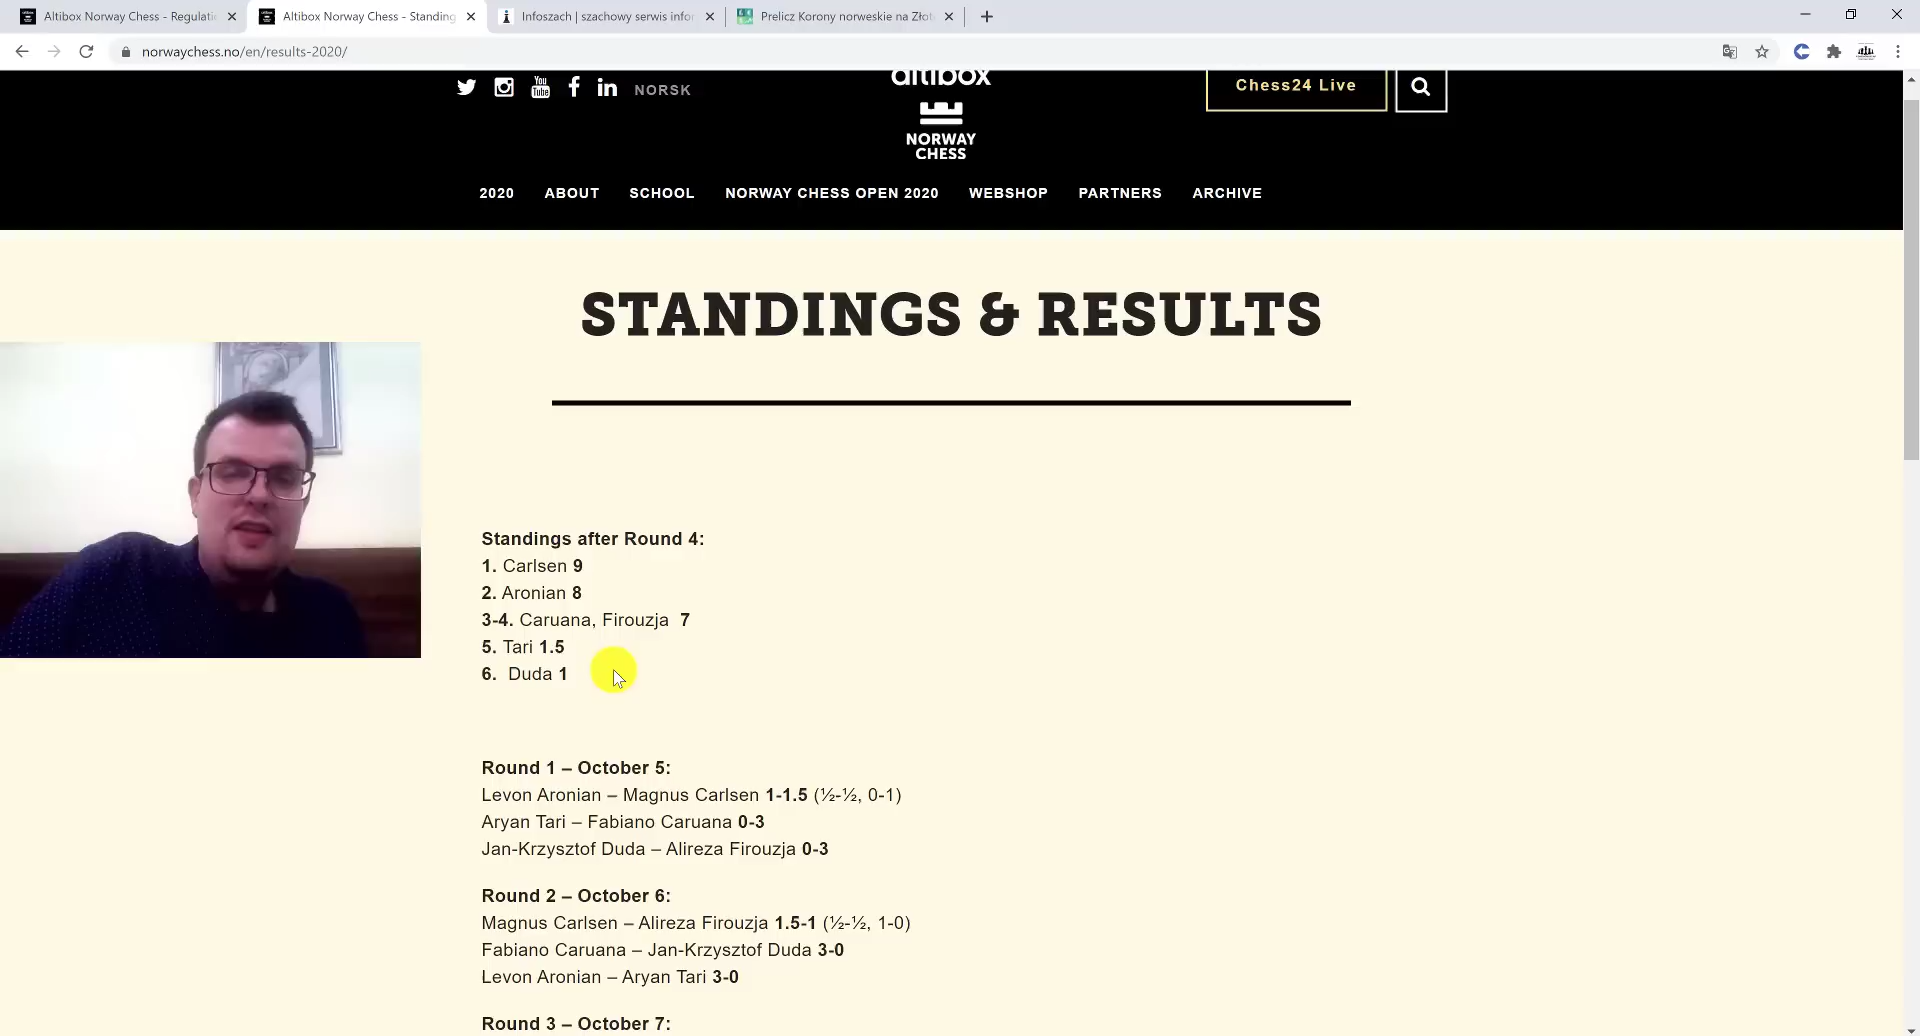 Altibox Norway Chess - Regulati
Altibox Norway Chess - Standing
Infoszach | szachowy serwis infor
Prelicz Korony norweskie na Złot
norwaychess.no/en/results-2020/
You
Tube
NORSK
altibox
NORWAY
CHESS
Chess24 Live
2020 ABOUT SCHOOL NORWAY CHESS OPEN 2020 WEBSHOP PARTNERS ARCHIVE
STANDINGS & RESULTS
Standings after Round 4:
1. Carlsen 9
2. Aronian 8
3-4. Caruana, Firouzja 7
5. Tari 1.5
6. Duda 1
Round 1 – October 5:
Levon Aronian – Magnus Carlsen 1-1.5 (½-½, 0-1)
Aryan Tari – Fabiano Caruana 0-3
Jan-Krzysztof Duda – Alireza Firouzja 0-3
Round 2 – October 6:
Magnus Carlsen – Alireza Firouzja 1.5-1 (½-½, 1-0)
Fabiano Caruana – Jan-Krzysztof Duda 3-0
Levon Aronian – Aryan Tari 3-0
Round 3 – October 7: